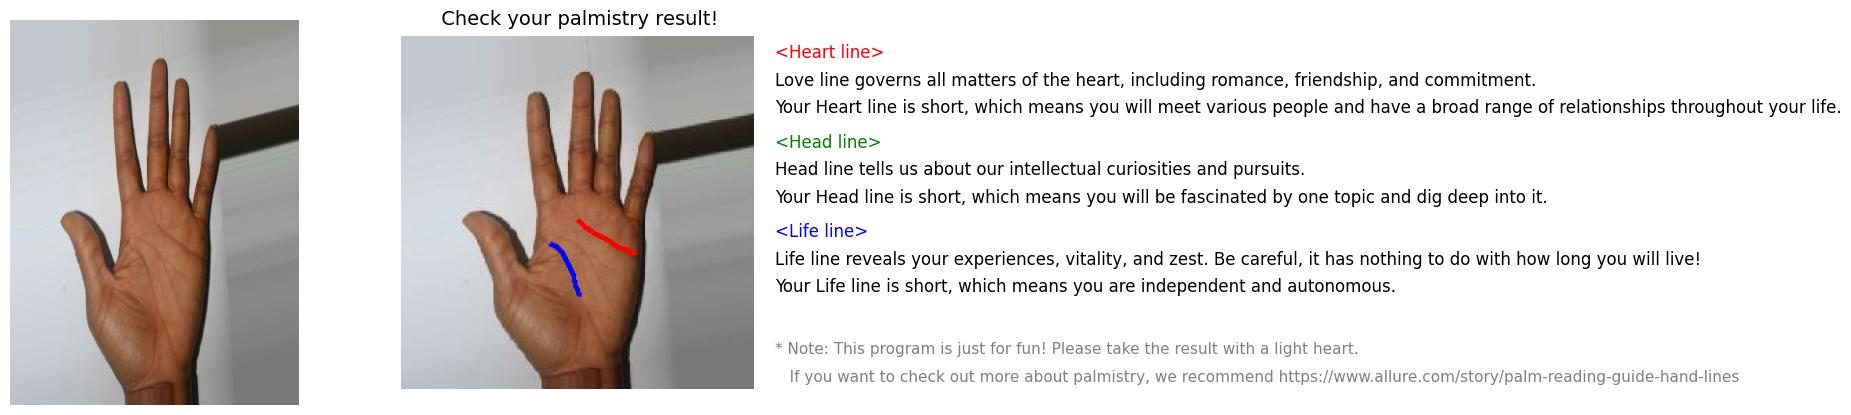 Check your palmistry result!
<Heart line>
Love line governs all matters of the heart, including romance, friendship, and commitment.
Your Heart line is short, which means you will meet various people and have a broad range of relationships throughout your life.
<Head line>
Head line tells us about our intellectual curiosities and pursuits.
Your Head line is short, which means you will be fascinated by one topic and dig deep into it.
<Life line>
Life line reveals your experiences, vitality, and zest. Be careful, it has nothing to do with how long you will live!
Your Life line is short, which means you are independent and autonomous.
* Note: This program is just for fun! Please take the result with a light heart.
If you want to check out more about palmistry, we recommend https://www.allure.com/story/palm-reading-guide-hand-lines